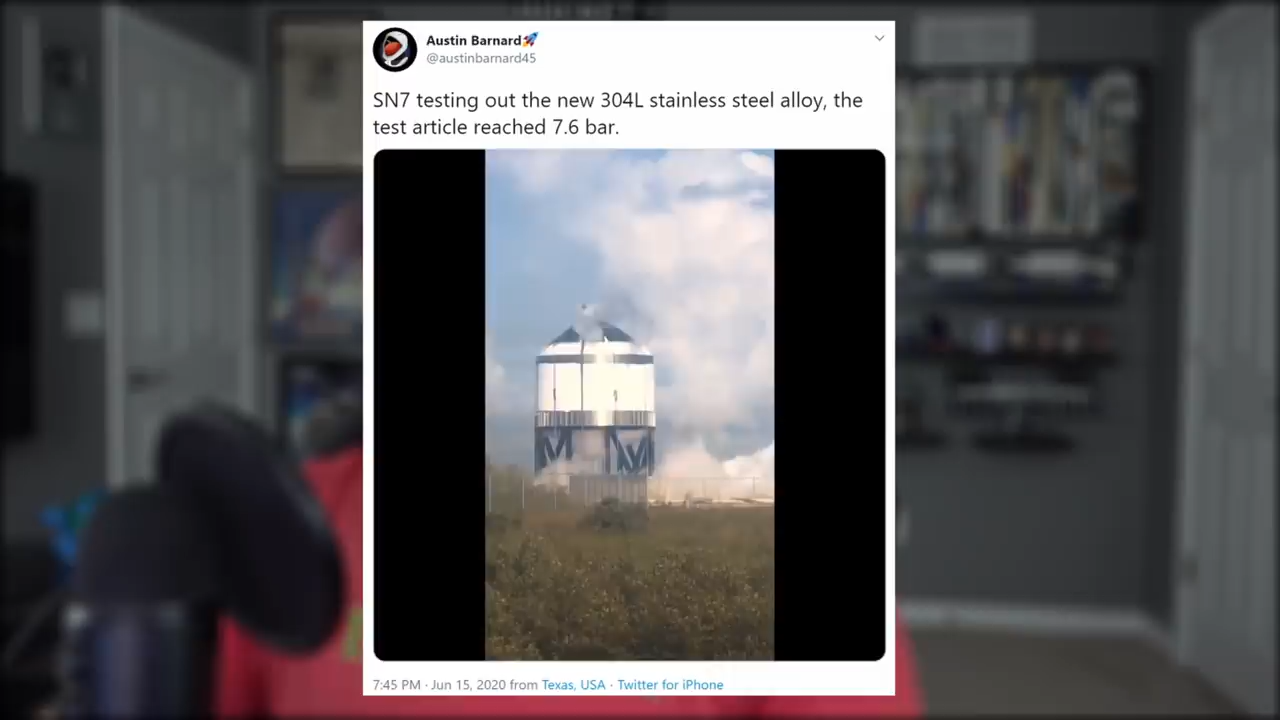 Austin Barnard🚀
@austinbarnard45
SN7 testing out the new 304L stainless steel alloy, the
test article reached 7.6 bar.
7:45 PM · Jun 15, 2020 from Texas, USA · Twitter for iPhone